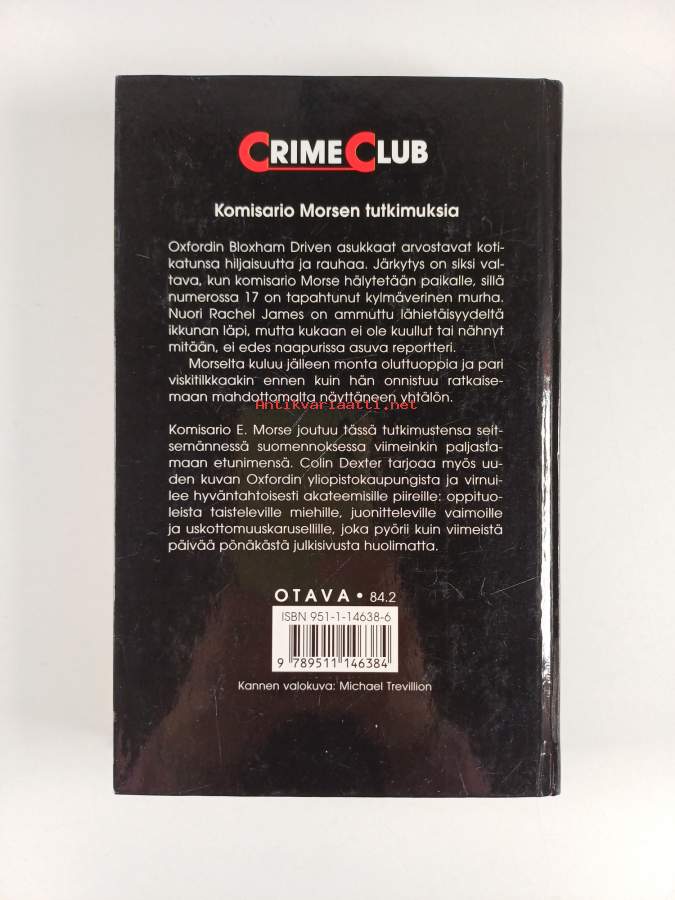 CRIME CLUB
Komisario Morsen tutkimuksia
Oxfordin Bloxham Driven asukkaat arvostavat koti-
katunsa hiljaisuutta ja rauhaa. Järkytys on siksi val-
tava, kun komisario Morse hälytetään paikalle, sillä
numerossa 17 on tapahtunut kylmäverinen murha.
Nuori Rachel James on ammuttu lähietäisyydeltä
ikkunan läpi, mutta kukaan ei ole kuullut tai nähnyt
mitään, ei edes naapurissa asuva reportteri.
Morselta kuluu jälleen monta oluttuoppia ja pari
viskitilkkaakin ennen kuin hän onnistuu ratkaise-
maan mahdottomalta näyttäneen yhtälön.
Antikvariaatti.net
Komisario E. Morse joutuu tässä tutkimustensa seit-
semännessä suomennoksessa viimeinkin paljasta-
maan etunimensä. Colin Dexter tarjoaa myös uu-
den kuvan Oxfordin yliopistokaupungista ja virnui-
lee hyväntahtoisesti akateemisille piireille: oppituo-
leista taisteleville miehille, juonitteleville vaimoille
ja uskottomuuskarusellille, joka pyörii kuin viimeistä
päivää pönäkästä julkisivusta huolimatta.
OTAVA • 84.2
ISBN 951-1-14638-6
9 789511 146384
Kannen valokuva: Michael Trevillion